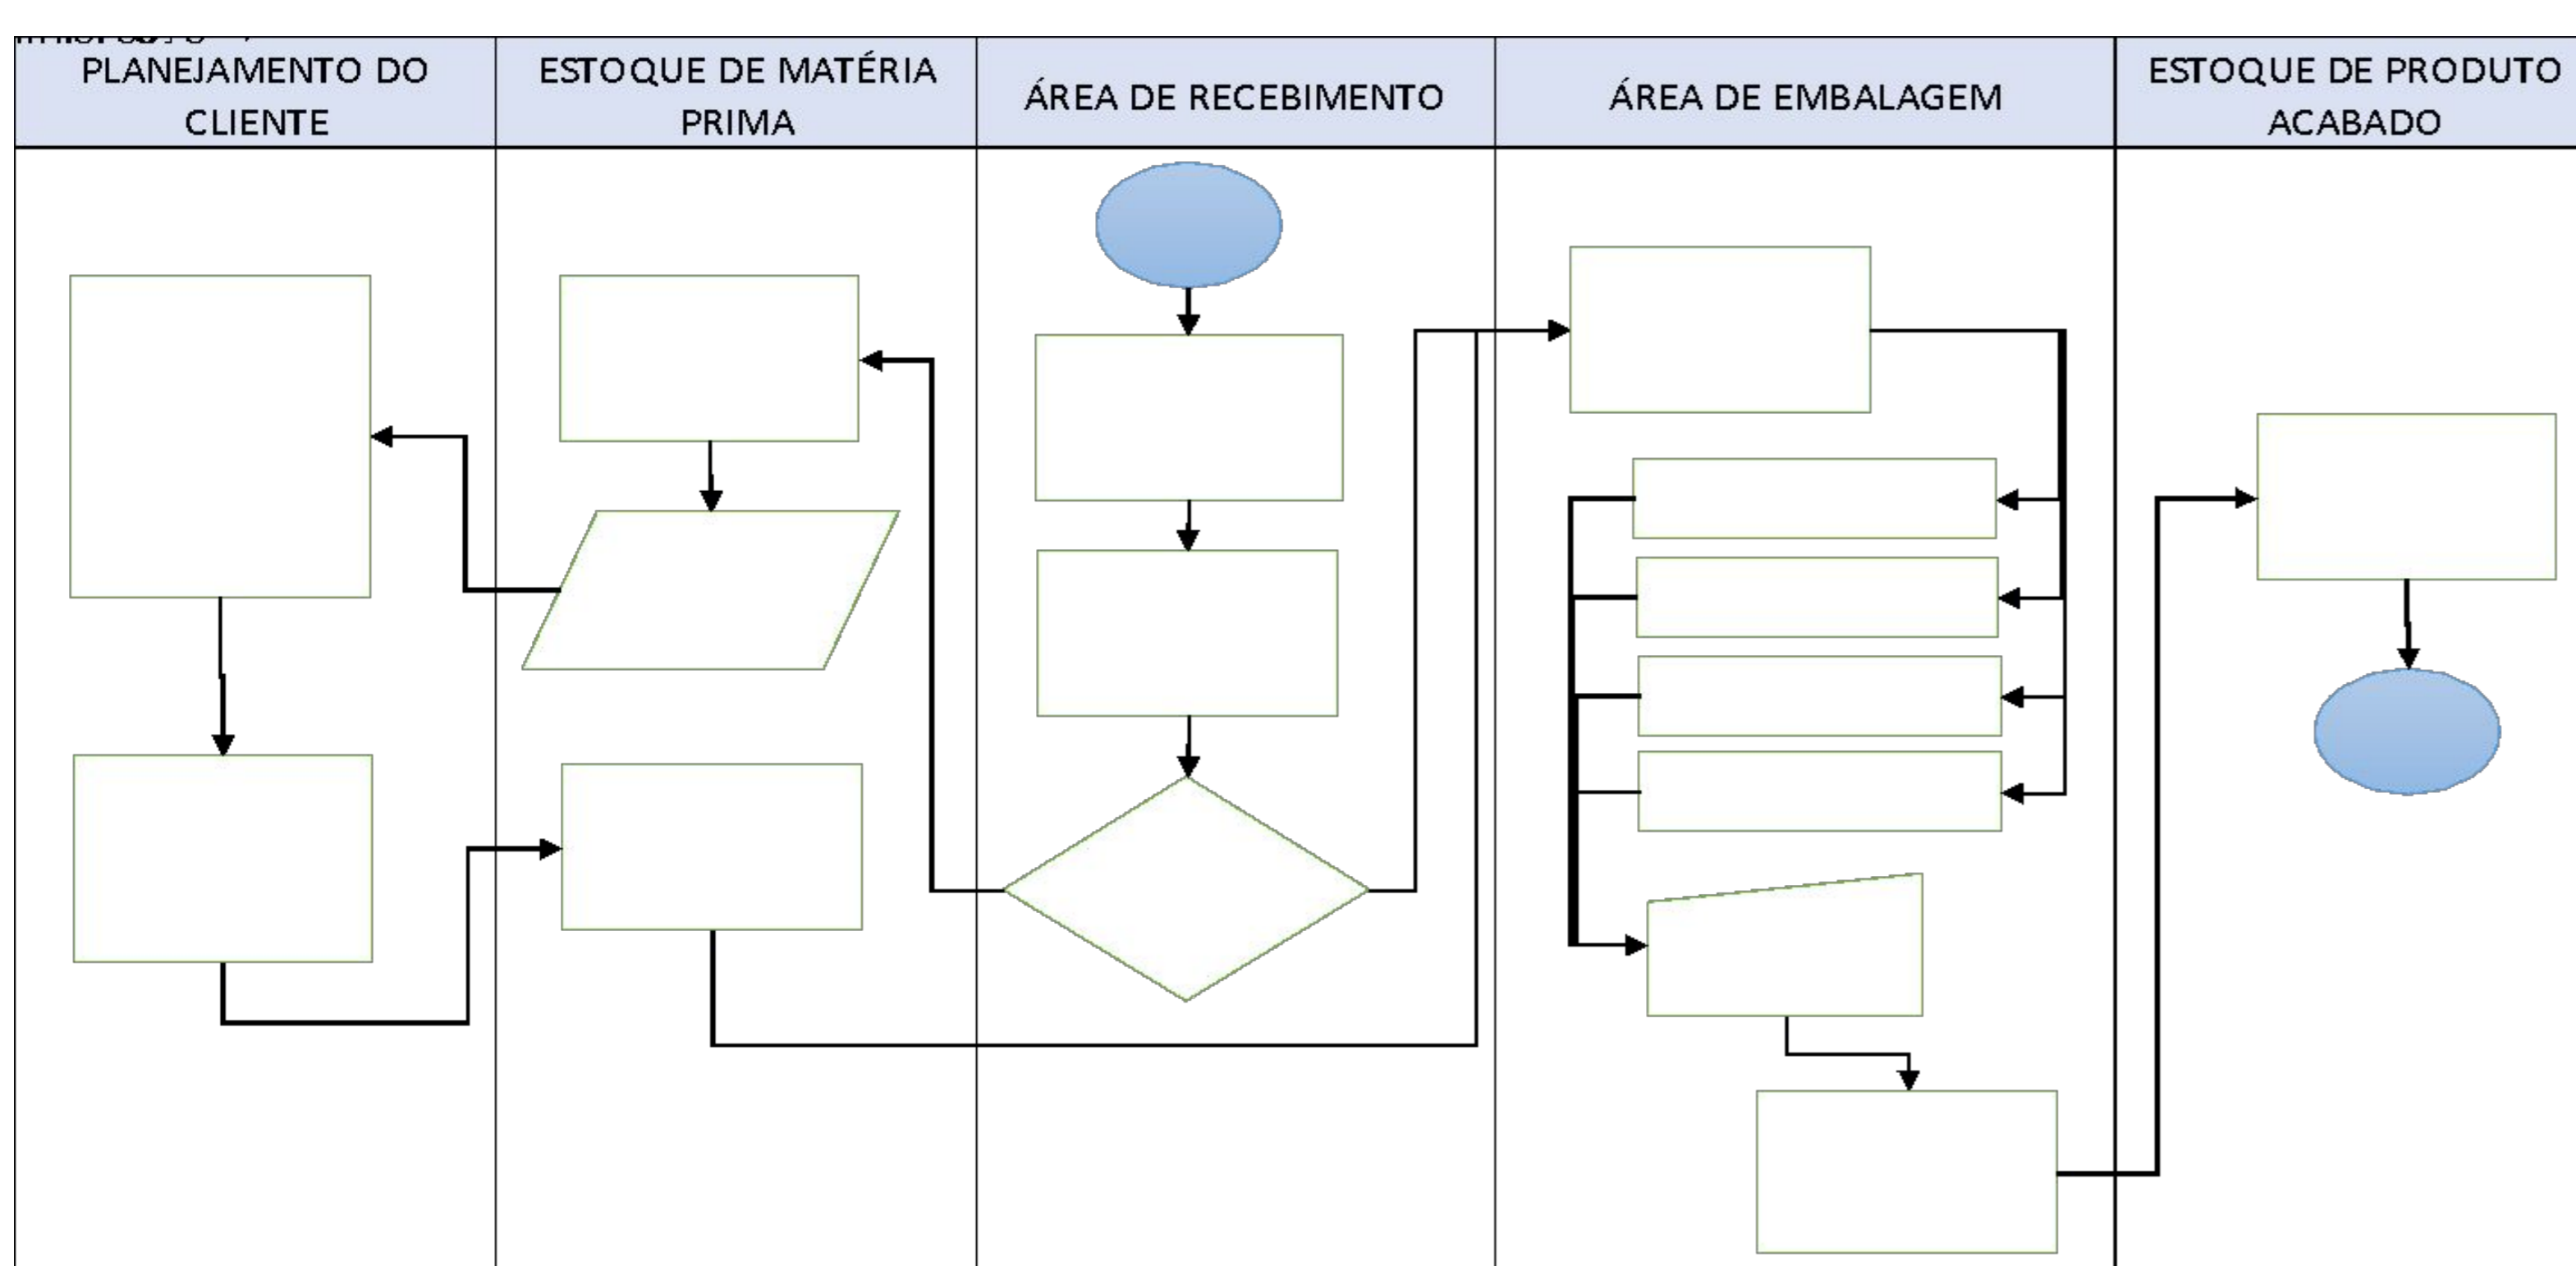 PLANEJAMENTO DO
CLIENTE
ESTOQUE DE MATÉRIA
PRIMA
ÁREA DE RECEBIMENTO
ÁREA DE EMBALAGEM
ESTOQUE DE PRODUTO
ACABADO